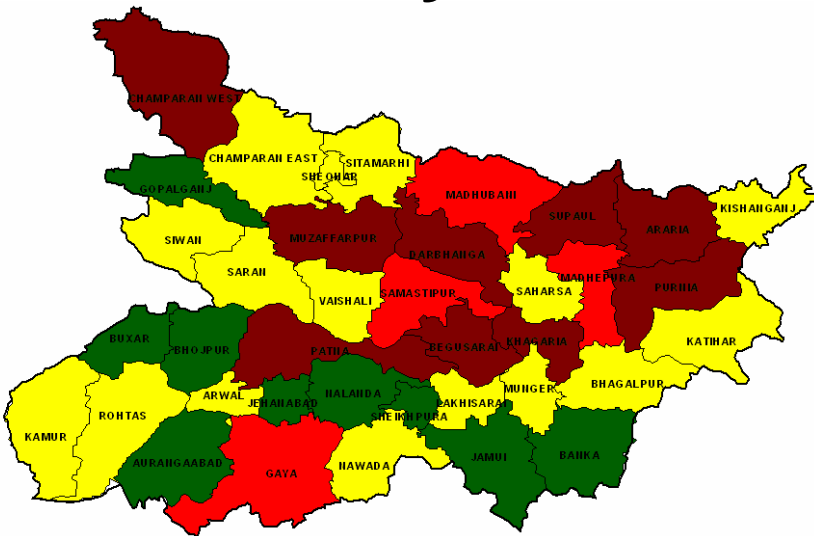 CHAMPARAN WEST
CHAMPARAN EAST
SITAMARHI
SHEOHAR
GOPALGANJ
MADHUBANI
KISHANGANJ
SUPAUL
ARARIA
SIWAN
MUZAFFARPUR
DARBHANGA
SARAN
MADHEPURA
PURNIA
SAHARSA
SAMASTIPUR
VAISHALI
BUXAR
BHOJPUR
PATNA
BEGUSARAI
KHAGARIA
KATIHAR
ARWAL
JEHANABAD
NALANDA
SHEIKHPURA
LAKHISARAI
MUNGER
BHAGALPUR
ROHTAS
KAMUR
AURANGAABAD
GAYA
NAWADA
JAMUI
BANKA